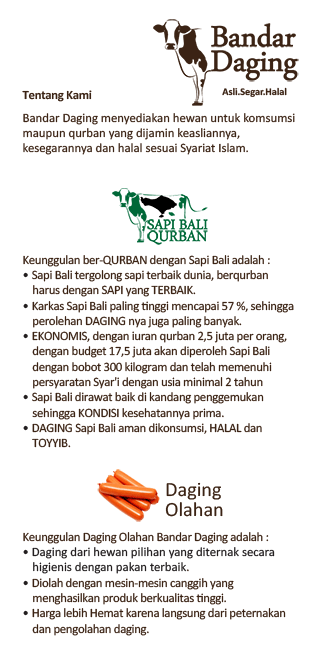 Bandar
Daging
Asli.Segar.Halal
Tentang Kami
Bandar Daging menyediakan hewan untuk komsumsi
maupun qurban yang dijamin keasliannya,
kesegarannya dan halal sesuai Syariat Islam.
SAPI BALI
QURBAN
Keunggulan ber-QURBAN dengan Sapi Bali adalah :
• Sapi Bali tergolong sapi terbaik dunia, berqurban
harus dengan SAPI yang TERBAIK.
• Karkas Sapi Bali paling tinggi mencapai 57 %, sehingga
perolehan DAGING nya juga paling banyak.
• EKONOMIS, dengan iuran qurban 2,5 juta per orang,
dengan budget 17,5 juta akan diperoleh Sapi Bali
dengan bobot 300 kilogram dan telah memenuhi
persyaratan Syar'i dengan usia minimal 2 tahun
• Sapi Bali dirawat baik di kandang penggemukan
sehingga KONDISI kesehatannya prima.
• DAGING Sapi Bali aman dikonsumsi, HALAL dan
TOYYIB.
Daging
Olahan
Keunggulan Daging Olahan Bandar Daging adalah :
• Daging dari hewan pilihan yang diternak secara
higienis dengan pakan terbaik.
• Diolah dengan mesin-mesin canggih yang
menghasilkan produk berkualitas tinggi.
• Harga lebih Hemat karena langsung dari peternakan
dan pengolahan daging.